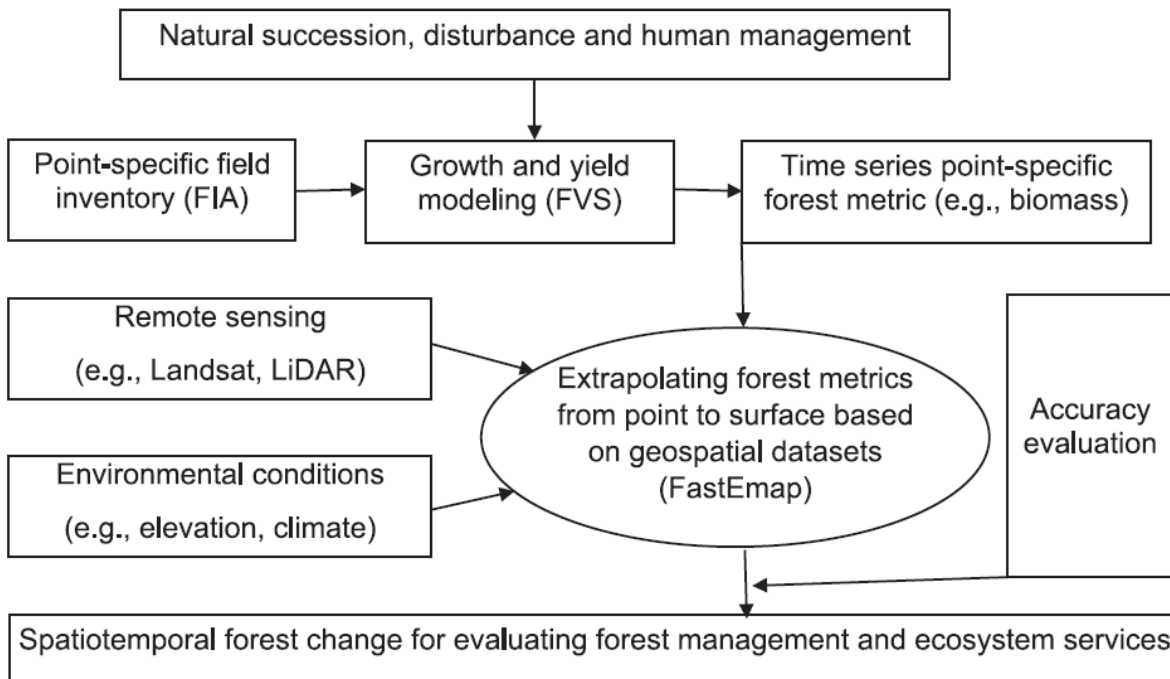 Natural succession, disturbance and human management
Point-specific field
inventory (FIA)
Growth and yield
modeling (FVS)
Time series point-specific
forest metric (e.g., biomass)
Remote sensing
(e.g., Landsat, LiDAR)
Extrapolating forest metrics
from point to surface based
on geospatial datasets
(FastEmap)
Accuracy
evaluation
Environmental conditions
(e.g., elevation, climate)
Spatiotemporal forest change for evaluating forest management and ecosystem services